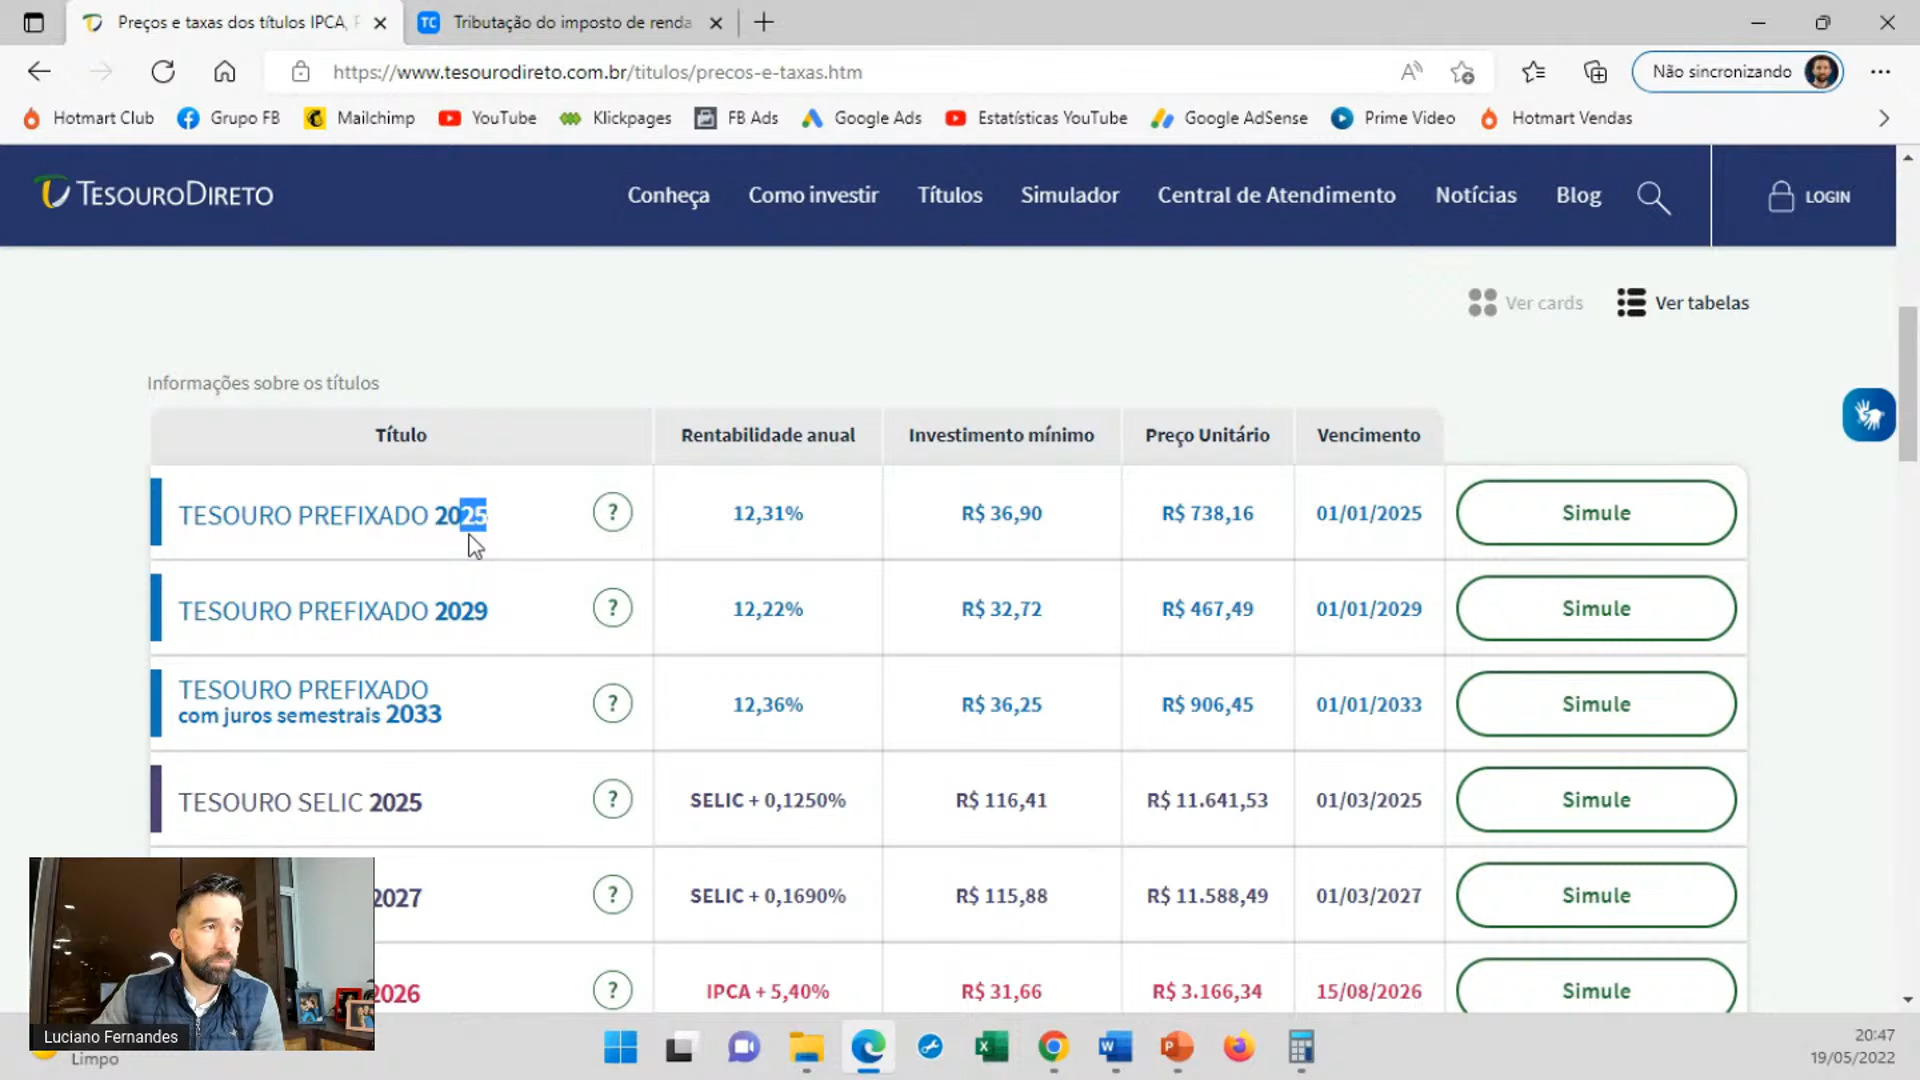 Preços e taxas dos títulos IPCA, P
TC
Tributação do imposto de renda
https://www.tesourodireto.com.br/titulos/precos-e-taxas.htm
Não sincronizando
Hotmart Club
Grupo FB
Mailchimp
YouTube
Klickpages
FB Ads
Google Ads
Estatísticas YouTube
Google AdSense
Prime Video
Hotmart Vendas
TESOURODIRETO
Conheça
Como investir
Títulos
Simulador
Central de Atendimento
Notícias
Blog
LOGIN
Ver cards
Ver tabelas
Informações sobre os títulos
Título
Rentabilidade anual
Investimento mínimo
Preço Unitário
Vencimento
TESOURO PREFIXADO 2025
?
12,31%
R$ 36,90
R$ 738,16
01/01/2025
Simule
TESOURO PREFIXADO 2029
?
12,22%
R$ 32,72
R$ 467,49
01/01/2029
Simule
TESOURO PREFIXADO
com juros semestrais 2033
?
12,36%
R$ 36,25
R$ 906,45
01/01/2033
Simule
TESOURO SELIC 2025
?
SELIC + 0,1250%
R$ 116,41
R$ 11.641,53
01/03/2025
Simule
2027
?
SELIC + 0,1690%
R$ 115,88
R$ 11.588,49
01/03/2027
Simule
2026
?
IPCA + 5,40%
R$ 31,66
R$ 3.166,34
15/08/2026
Simule
Luciano Fernandes
Limpo
20:47
19/05/2022